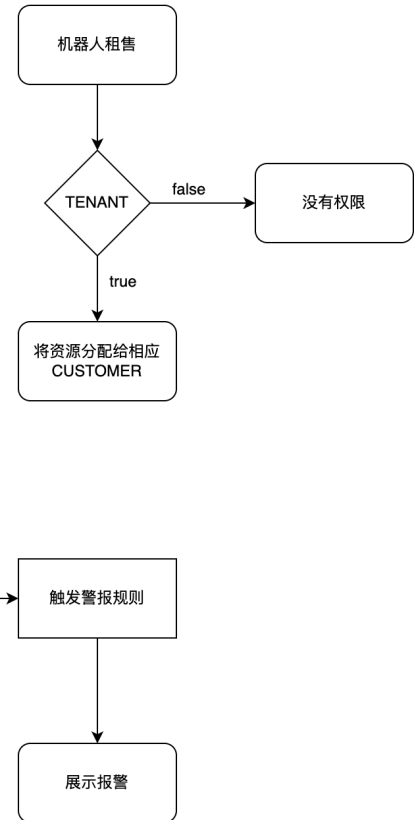 机器人租售
TENANT
false
没有权限
true
将资源分配给相应
CUSTOMER
触发警报规则
展示报警